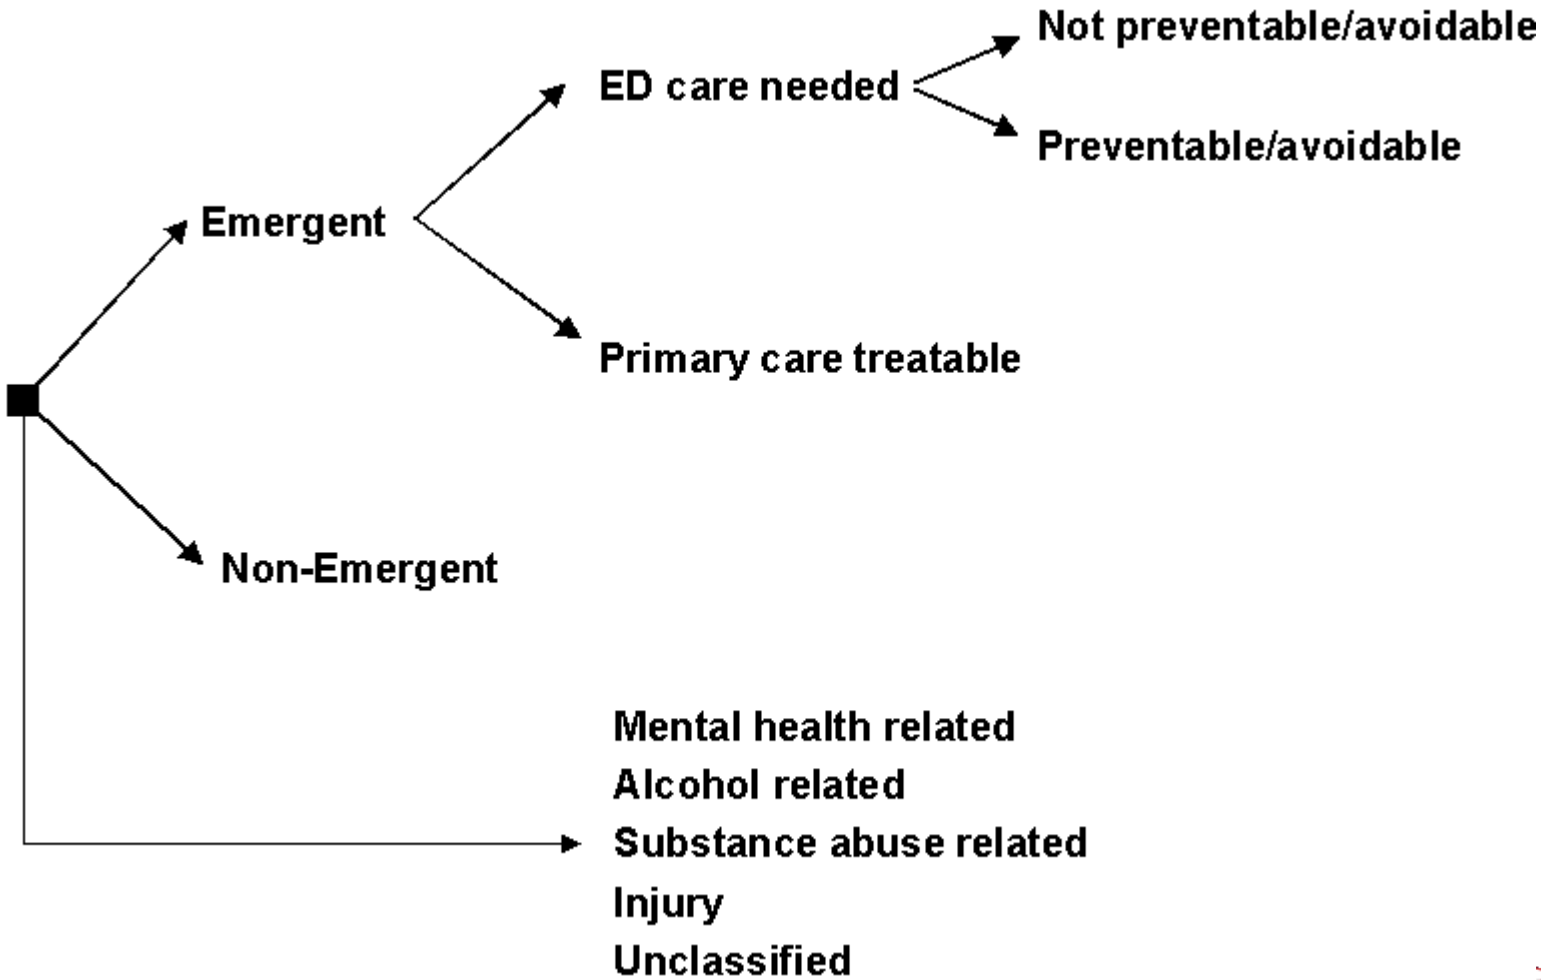 Not preventable/avoidable
ED care needed
Preventable/avoidable
Emergent
Primary care treatable
Non-Emergent
Mental health related
Alcohol related
Substance abuse related
Injury
Unclassified